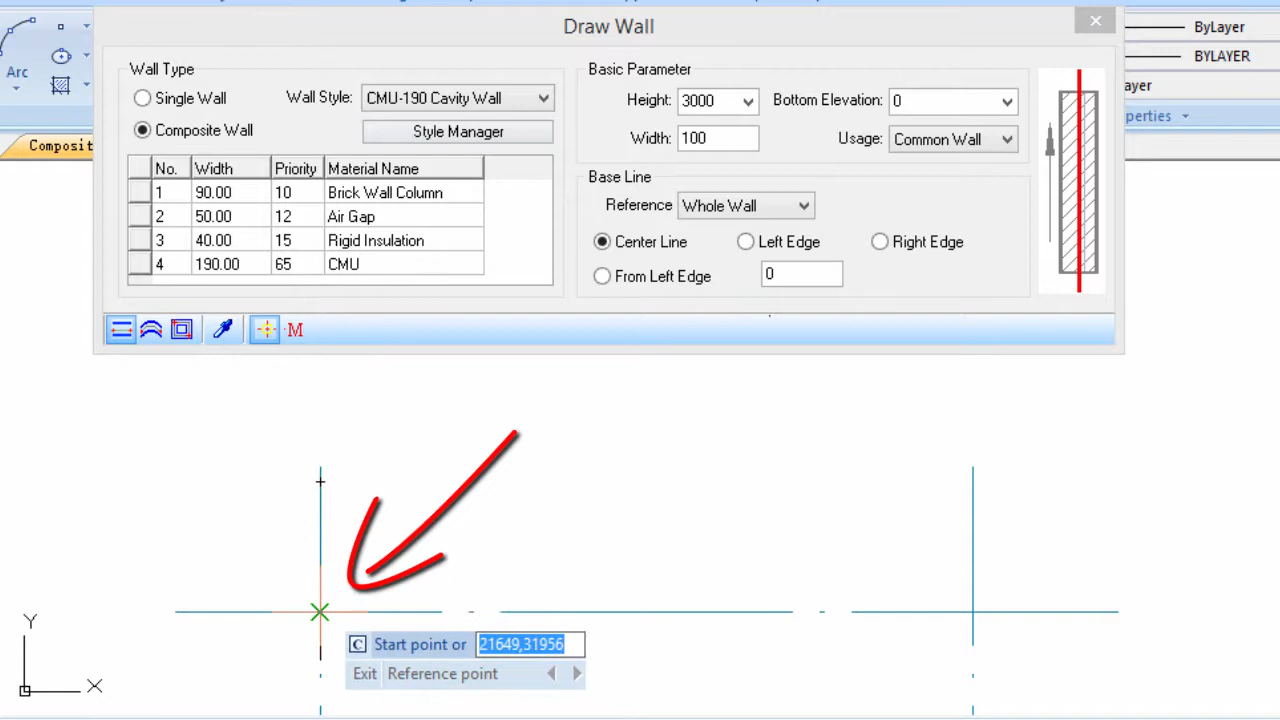 Draw Wall
ByLayer
Arc
BYLAYER
ayer
perties
Composit
Wall Type
Single Wall
Wall Style: CMU-190 Cavity Wall
Composite Wall
Style Manager
No. Width Priority Material Name
1 90.00 10 Brick Wall Column
2 50.00 12 Air Gap
3 40.00 15 Rigid Insulation
4 190.00 65 CMU
Basic Parameter
Height: 3000 Bottom Elevation: 0
Width: 100 Usage: Common Wall
Base Line
Reference Whole Wall
Center Line Left Edge Right Edge
From Left Edge 0
M
Y
X
C Start point or 21649,31956
Exit Reference point